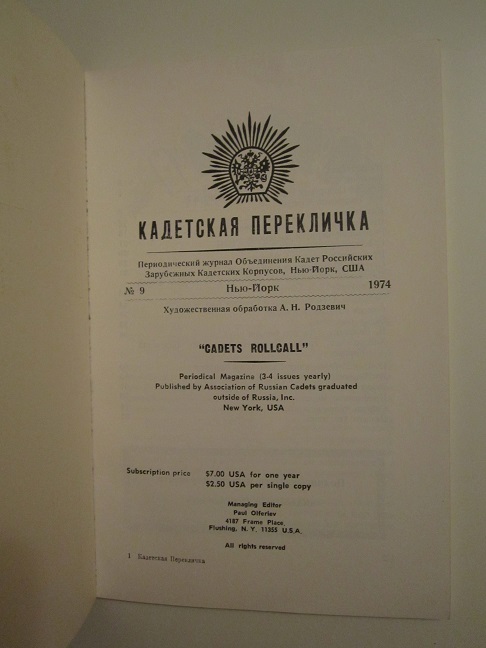 КАДЕТСКАЯ ПЕРЕКЛИЧКА
Периодический журнал Объединения Кадет Российских
Зарубежных Кадетских Корпусов, Нью-Йорк, США
№ 9 Нью-Йорк 1974
Художественная обработка А. Н. Родзевич
"CADETS ROLLCALL"
Periodical Magazine (3-4 issues yearly)
Published by Association of Russian Cadets graduated
outside of Russia, Inc.
New York, USA
Subscription price $7.00 USA for one year
$2.50 USA per single copy
Managing Editor
Paul Olferiev
4187 Frame Place,
Flushing, N. Y. 11355 U.S.A.
All rights reserved
1 Кадетская Перекличка